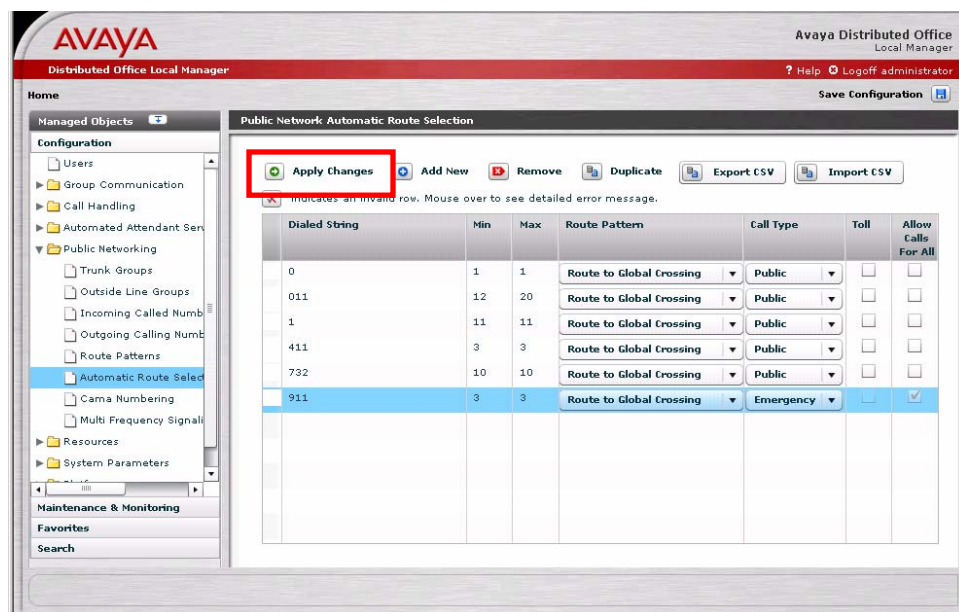 AVAYA
Avaya Distributed Office
Local Manager
Distributed Office Local Manager
? Help Logoff administrator
Home
Save Configuration
Managed Objects
Public Network Automatic Route Selection
Configuration
Users
Group Communication
Call Handling
Automated Attendant Serv
Public Networking
Trunk Groups
Outside Line Groups
Incoming Called Numb
Outgoing Calling Numb
Route Patterns
Automatic Route Select
Cama Numbering
Multi Frequency Signali
Resources
System Parameters
Maintenance & Monitoring
Favorites
Search
Apply Changes Add New Remove Duplicate Export CSV Import CSV
Indicates an invalid row. Mouse over to see detailed error message.
Dialed String Min Max Route Pattern Call Type Toll Allow Calls For All
0 1 1 Route to Global Crossing Public
011 12 20 Route to Global Crossing Public
1 11 11 Route to Global Crossing Public
411 3 3 Route to Global Crossing Public
732 10 10 Route to Global Crossing Public
911 3 3 Route to Global Crossing Emergency